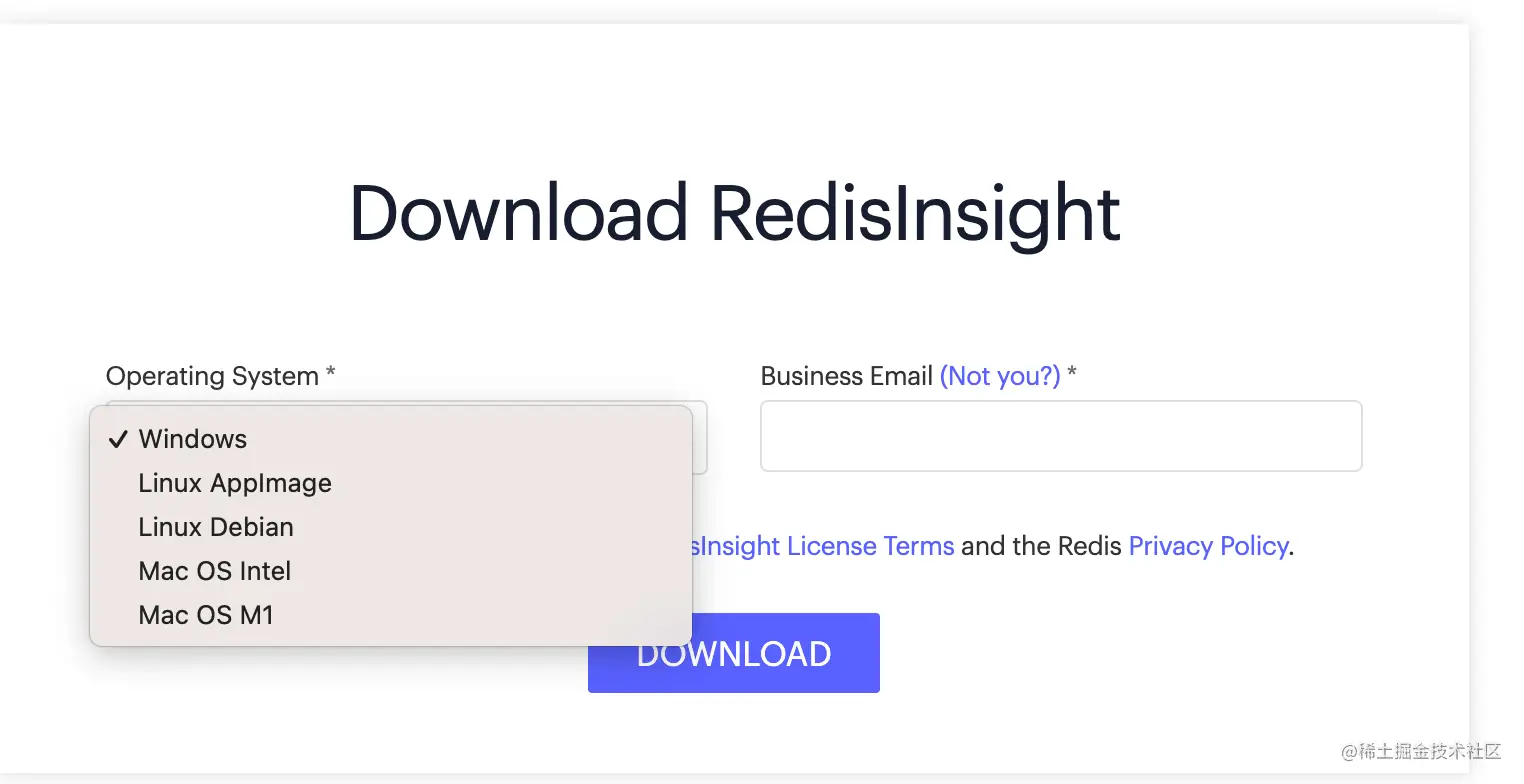 Download RedisInsight
Operating System *
Business Email (Not you?) *
✓ Windows
Linux AppImage
Linux Debian
Mac OS Intel
Mac OS M1
sInsight License Terms and the Redis Privacy Policy.
DOWNLOAD
@稀土掘金技术社区